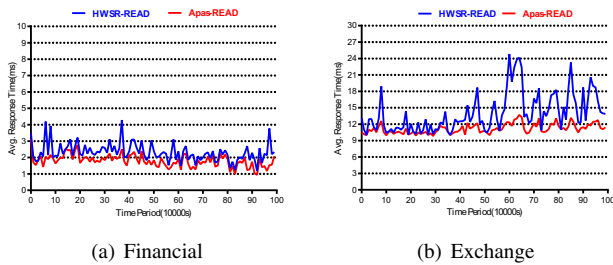 HWSR-READ Apas-READ
Avg. Response Time(ms)
10
9
8
7
6
5
4
3
2
1
0
0 10 20 30 40 50 60 70 80 90 100
Time Period(10000s)
(a) Financial
HWSR-READ Apas-READ
Avg. Response Time(ms)
30
27
24
21
18
15
12
9
6
3
0
0 10 20 30 40 50 60 70 80 90 100
Time Period(10000s)
(b) Exchange